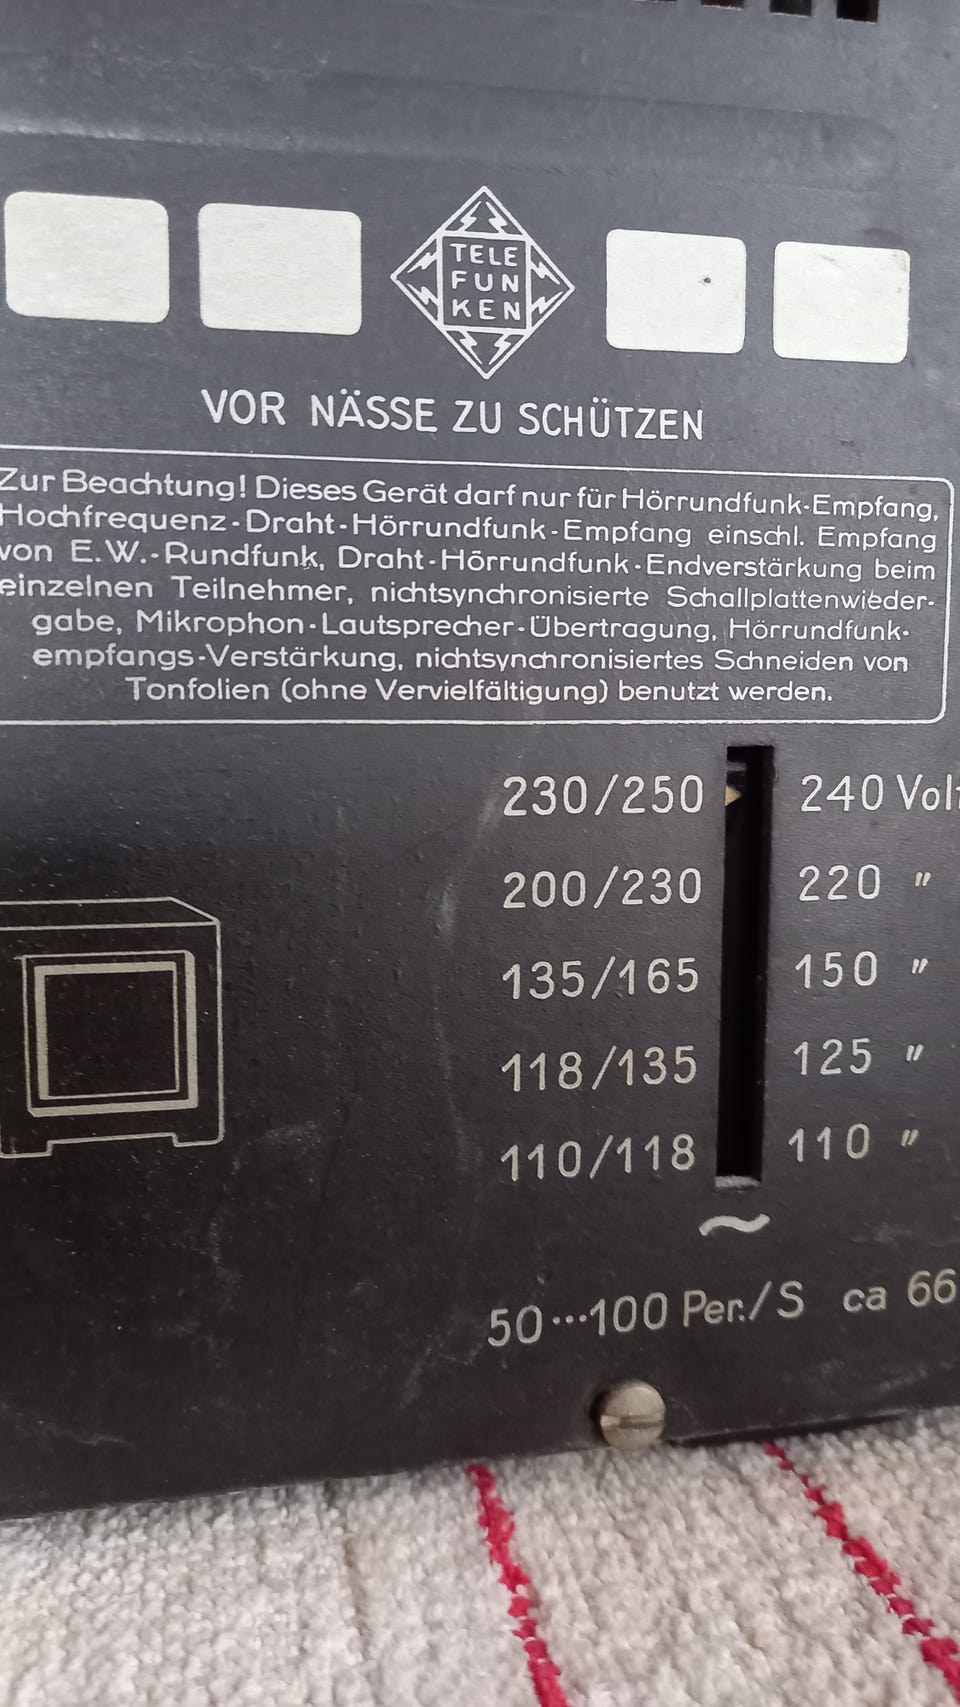 TELE
FUN
KEN
VOR NÄSSE ZU SCHÜTZEN
Zur Beachtung! Dieses Gerät darf nur für Hörrundfunk-Empfang,
Hochfrequenz-Draht-Hörrundfunk-Empfang einschl. Empfang
von E.W.-Rundfunk, Draht-Hörrundfunk-Endverstärkung beim
einzelnen Teilnehmer, nichtsynchronisierte Schallplattenwieder-
gabe, Mikrophon-Lautsprecher-Übertragung, Hörrundfunk-
empfangs-Verstärkung, nichtsynchronisiertes Schneiden von
Tonfolien (ohne Vervielfältigung) benutzt werden.
230/250 240 Volt
200/230 220 "
135/165 150 "
118/135 125 "
110/118 110 "
~
50···100 Per./S ca 66